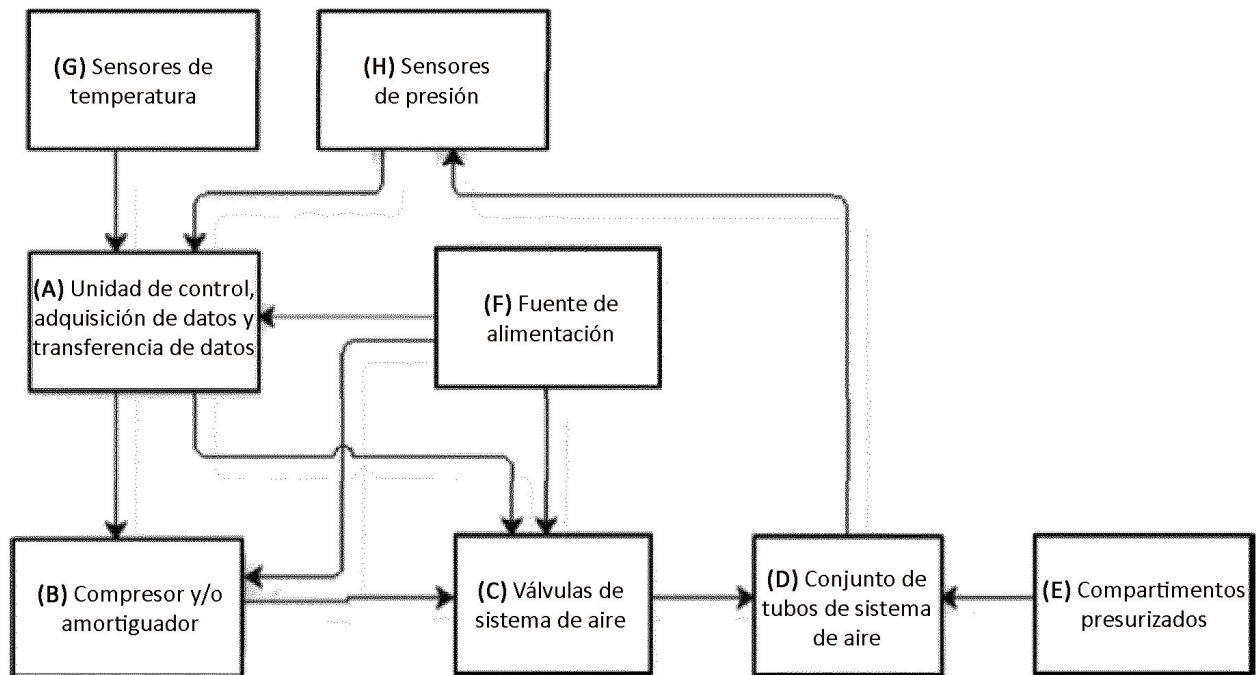 (G) Sensores de
temperatura
(H) Sensores
de presión
(A) Unidad de control,
adquisición de datos y
transferencia de datos
(F) Fuente de
alimentación
(B) Compresor y/o
amortiguador
(C) Válvulas de
sistema de aire
(D) Conjunto de
tubos de sistema
de aire
(E) Compartimentos
presurizados